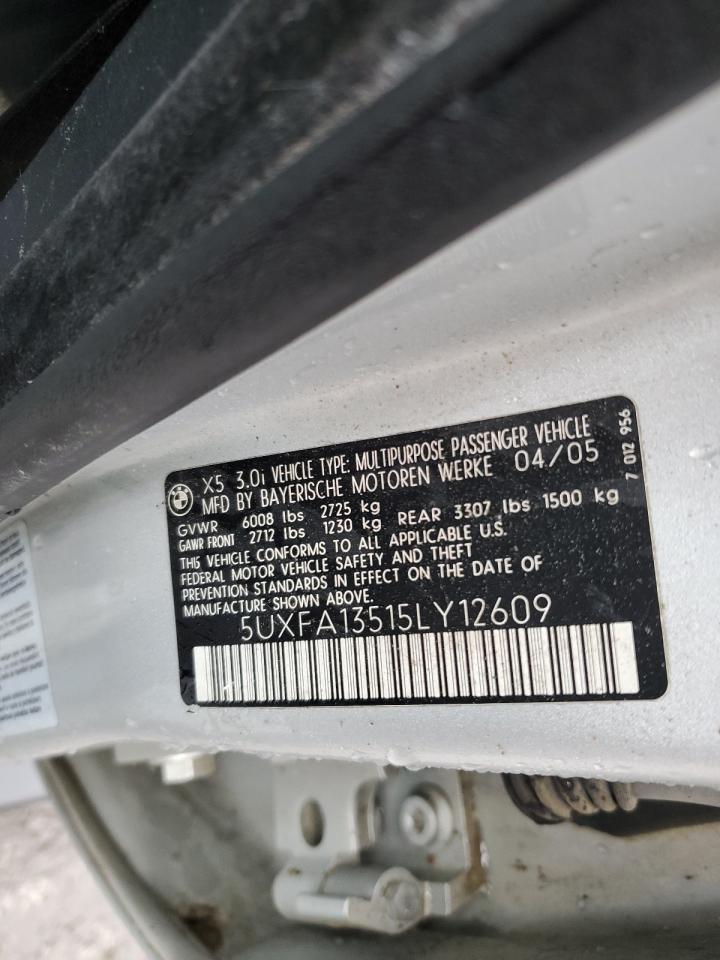 X5 3.0i VEHICLE TYPE: MULTIPURPOSE PASSENGER VEHICLE
MFD BY BAYERISCHE MOTOREN WERKE 04/05
GVWR 6008 lbs 2725 kg
GAWR FRONT 2712 lbs 1230 kg REAR 3307 lbs 1500 kg
THIS VEHICLE CONFORMS TO ALL APPLICABLE U.S.
FEDERAL MOTOR VEHICLE SAFETY AND THEFT
PREVENTION STANDARDS IN EFFECT ON THE DATE OF
MANUFACTURE SHOWN ABOVE.
5UXFA13515LY12609
7 012 956